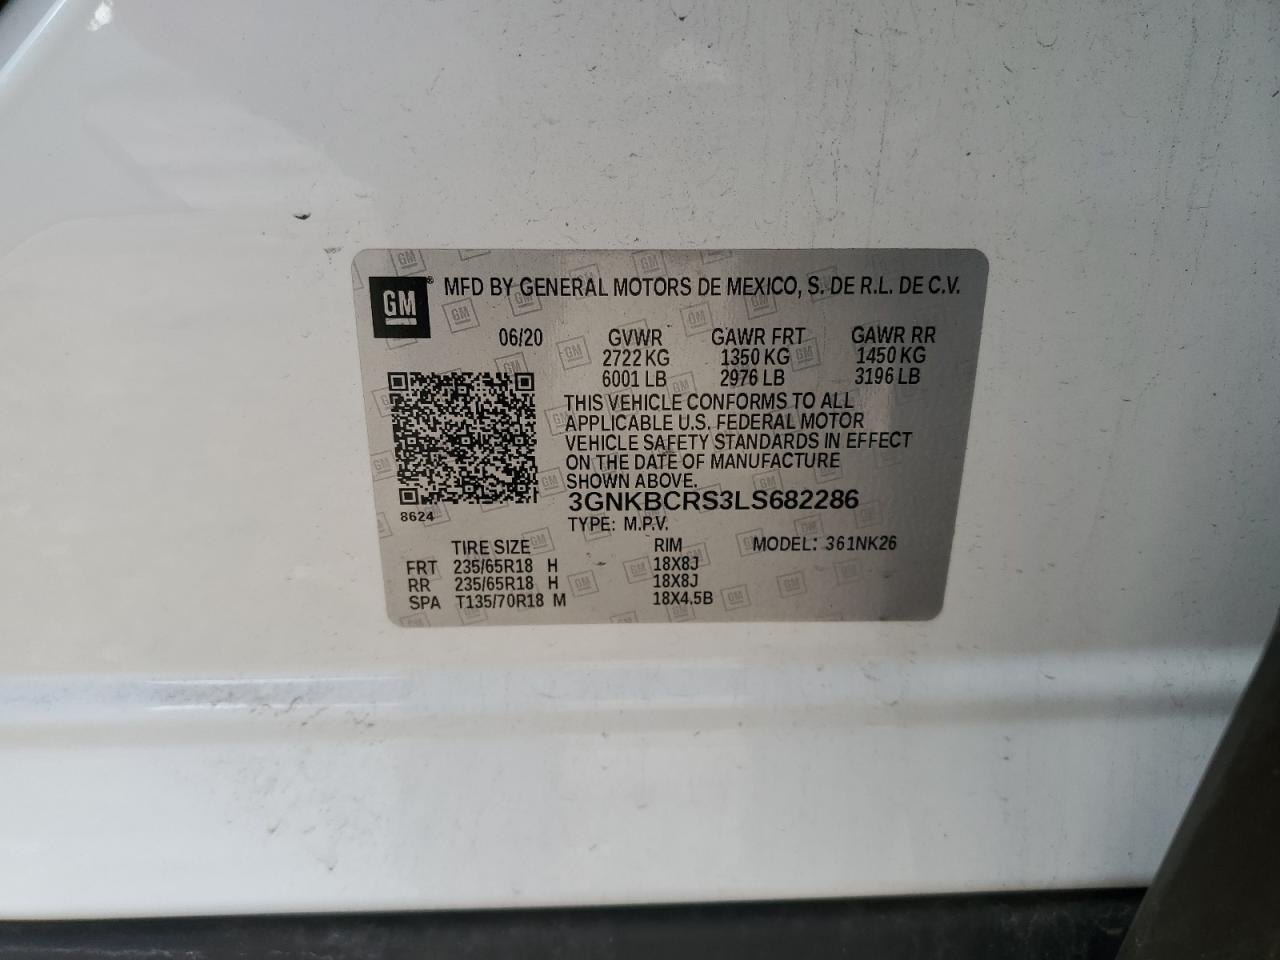 GM® MFD BY GENERAL MOTORS DE MEXICO, S. DE R.L. DE C.V.
06/20 GVWR GAWR FRT GAWR RR
2722 KG 1350 KG 1450 KG
6001 LB 2976 LB 3196 LB
THIS VEHICLE CONFORMS TO ALL
APPLICABLE U.S. FEDERAL MOTOR
VEHICLE SAFETY STANDARDS IN EFFECT
ON THE DATE OF MANUFACTURE
SHOWN ABOVE.
3GNKBCRS3LS682286
8624
TYPE: M.P.V.
TIRE SIZE RIM MODEL: 361NK26
FRT 235/65R18 H 18X8J
RR 235/65R18 H 18X8J
SPA T135/70R18 M 18X4.5B